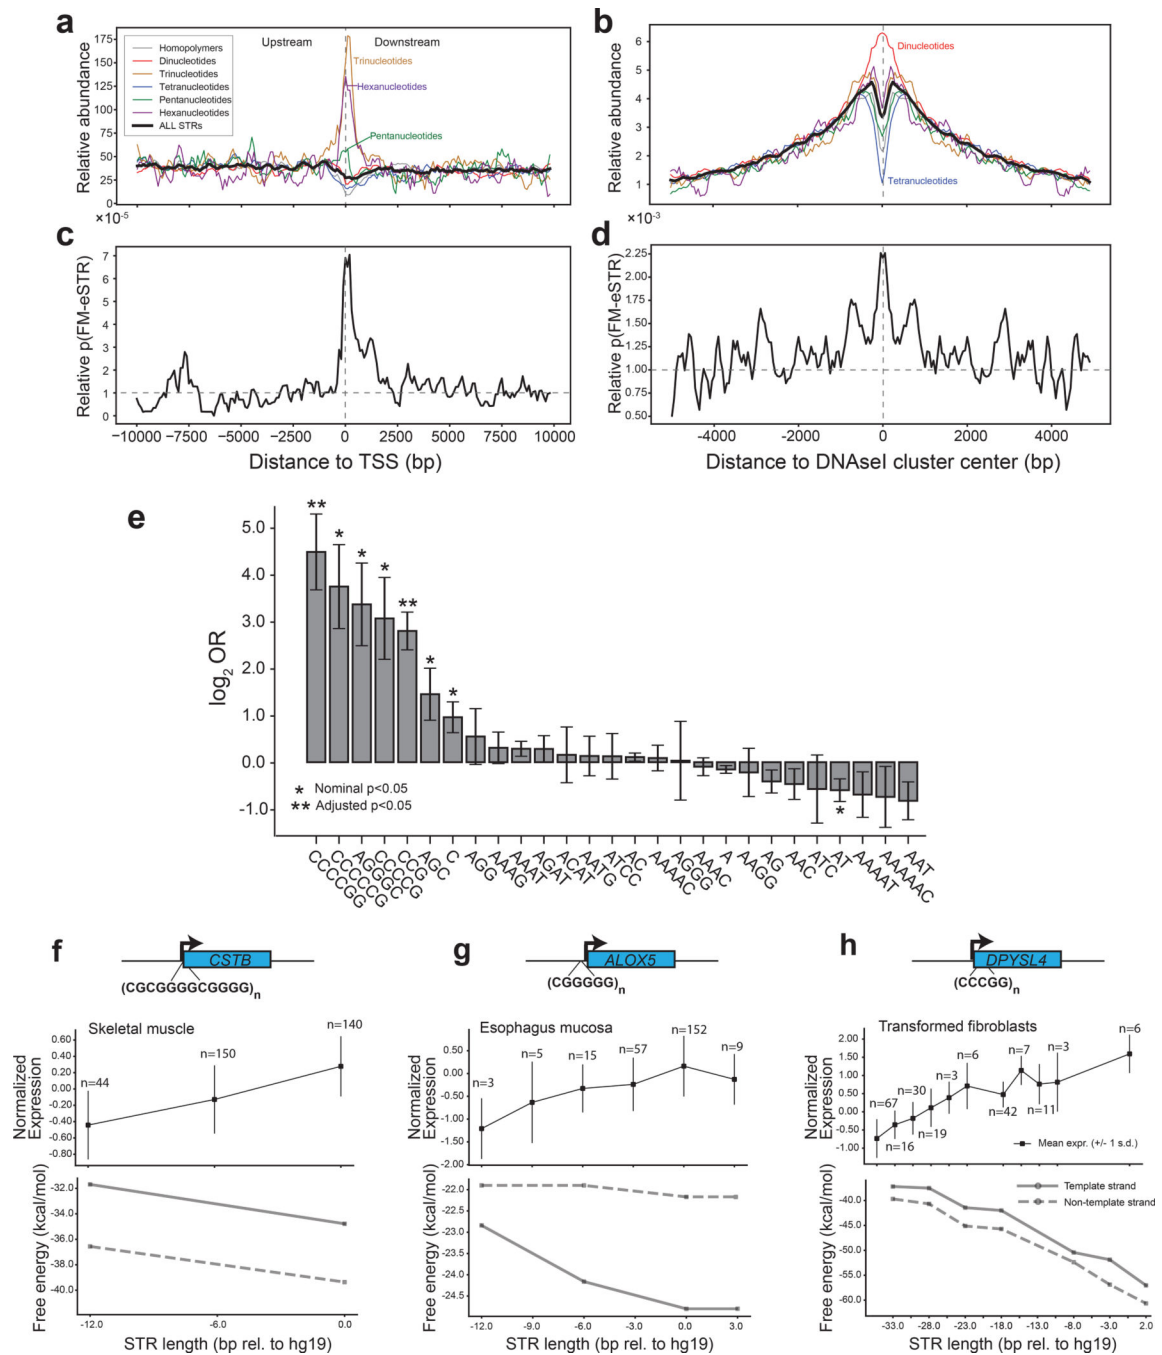 a
Upstream
Downstream
Relative abundance
175
150
125
100
75
50
25
0
Homopolymers
Dinucleotides
Trinucleotides
Tetranucleotides
Pentanucleotides
Hexanucleotides
ALL STRs
Trinucleotides
Hexanucleotides
Pentanucleotides
×10⁻⁵
b
Relative abundance
6
5
4
3
2
1
Dinucleotides
Tetranucleotides
×10⁻³
c
Relative p(FM-eSTR)
7
6
5
4
3
2
1
0
−10000 −7500 −5000 −2500 0 2500 5000 7500 10000
Distance to TSS (bp)
d
Relative p(FM-eSTR)
2.25
2.00
1.75
1.50
1.25
1.00
0.75
0.50
-4000 -2000 0 2000 4000
Distance to DNAseI cluster center (bp)
e
log₂ OR
5.0
4.0
3.0
2.0
1.0
0.0
-1.0
** * * * ** * * *
* Nominal p<0.05
** Adjusted p<0.05
CCCCGG
CCCCCG
AGGGGC
CCCCG
CCG
AGC
C
AGG
AAAG
AAAT
AGAT
ACAT
AATG
ATCC
AC
AAAAC
AGGG
AAAC
A
AAGG
AG
AAC
ATC
AT
AAAAT
AAAAAC
AAT
f
CSTB
(CGCGGGGCGGGG)n
Skeletal muscle
Normalized Expression
0.60
0.40
0.20
0.00
-0.20
-0.40
-0.60
-0.80
n=44
n=150
n=140
Free energy (kcal/mol)
-32.0
-34.0
-36.0
-38.0
-40.0
-12.0 -6.0 0.0
STR length (bp rel. to hg19)
g
ALOX5
(CGGGGG)n
Esophagus mucosa
Normalized Expression
0.50
0.00
-0.50
-1.00
-1.50
-2.00
n=3
n=5
n=15
n=57
n=152
n=9
Free energy (kcal/mol)
-22.0
-22.5
-23.0
-23.5
-24.0
-24.5
-12.0 -9.0 -6.0 -3.0 0.0 3.0
STR length (bp rel. to hg19)
h
DPYSL4
(CCCGG)n
Transformed fibroblasts
Normalized Expression
2.00
1.50
1.00
0.50
0.00
-0.50
-1.00
n=67
n=16
n=30
n=19
n=3
n=6
n=42
n=7
n=11
n=3
n=6
Mean expr. (+/- 1 s.d.)
Free energy (kcal/mol)
-40.0
-45.0
-50.0
-55.0
-60.0
Template strand
Non-template strand
-33.0 -28.0 -23.0 -18.0 -13.0 -8.0 -3.0 2.0
STR length (bp rel. to hg19)